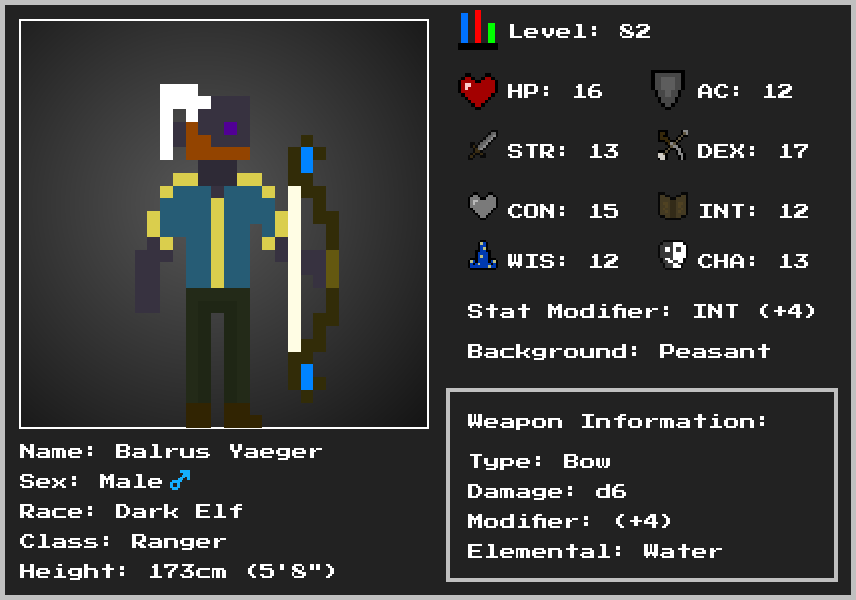 Level: 82
HP: 16 AC: 12
STR: 13 DEX: 17
CON: 15 INT: 12
WIS: 12 CHA: 13
Stat Modifier: INT (+4)
Background: Peasant
Weapon Information:
Type: Bow
Damage: d6
Modifier: (+4)
Elemental: Water
Name: Balrus Yaeger
Sex: Male ♂
Race: Dark Elf
Class: Ranger
Height: 173cm (5'8")